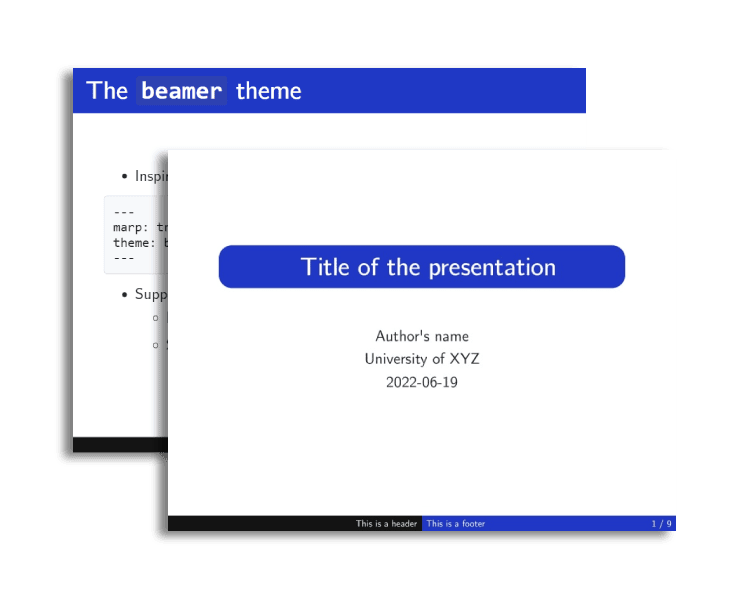 The beamer theme
• Inspi
---
marp: tr
theme: b
---
• Supp
Title of the presentation
Author's name
University of XYZ
2022-06-19
This is a header This is a footer 1 / 9